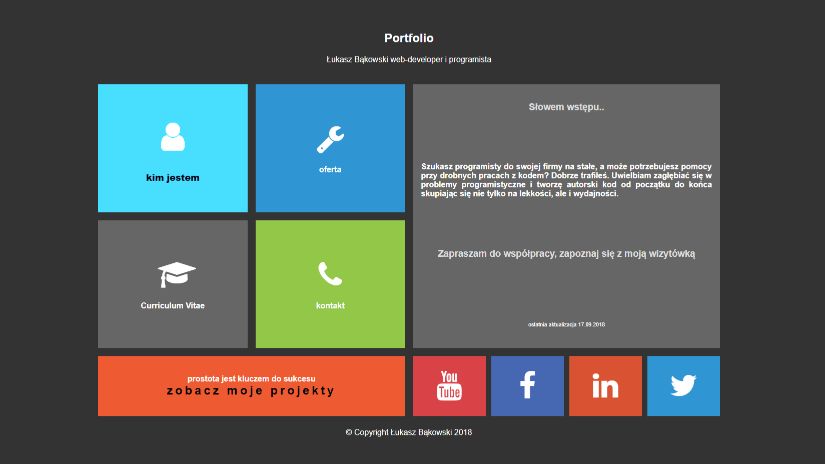 Portfolio
Łukasz Bąkowski web-developer i programista
kim jestem
oferta
Słowem wstępu..
Szukasz programisty do swojej firmy na stałe, a może potrzebujesz pomocy
przy drobnych pracach z kodem? Dobrze trafiłeś. Uwielbiam zagłębiać się w
problemy programistyczne i tworzę autorski kod od początku do końca
skupiając się nie tylko na lekkości, ale i wydajności.
Zapraszam do współpracy, zapoznaj się z moją wizytówką
ostatnia aktualizacja 17.09.2018
Curriculum Vitae
kontakt
prostota jest kluczem do sukcesu
zobacz moje projekty
You
Tube
f
in
© Copyright Łukasz Bąkowski 2018